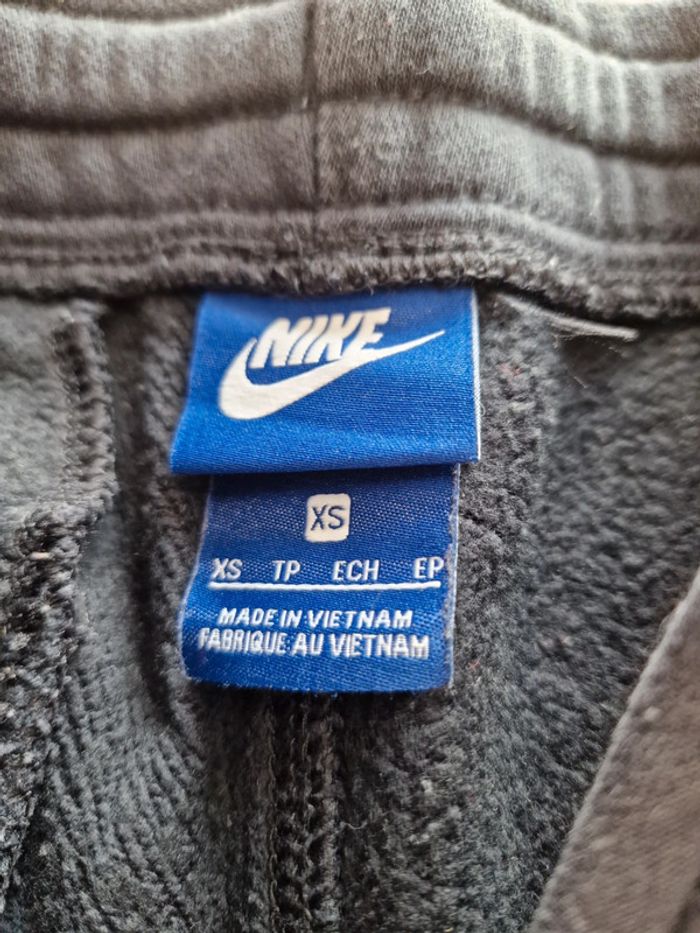 NIKE
XS
XS TP ECH EP
MADE IN VIETNAM
FABRIQUE AU VIETNAM